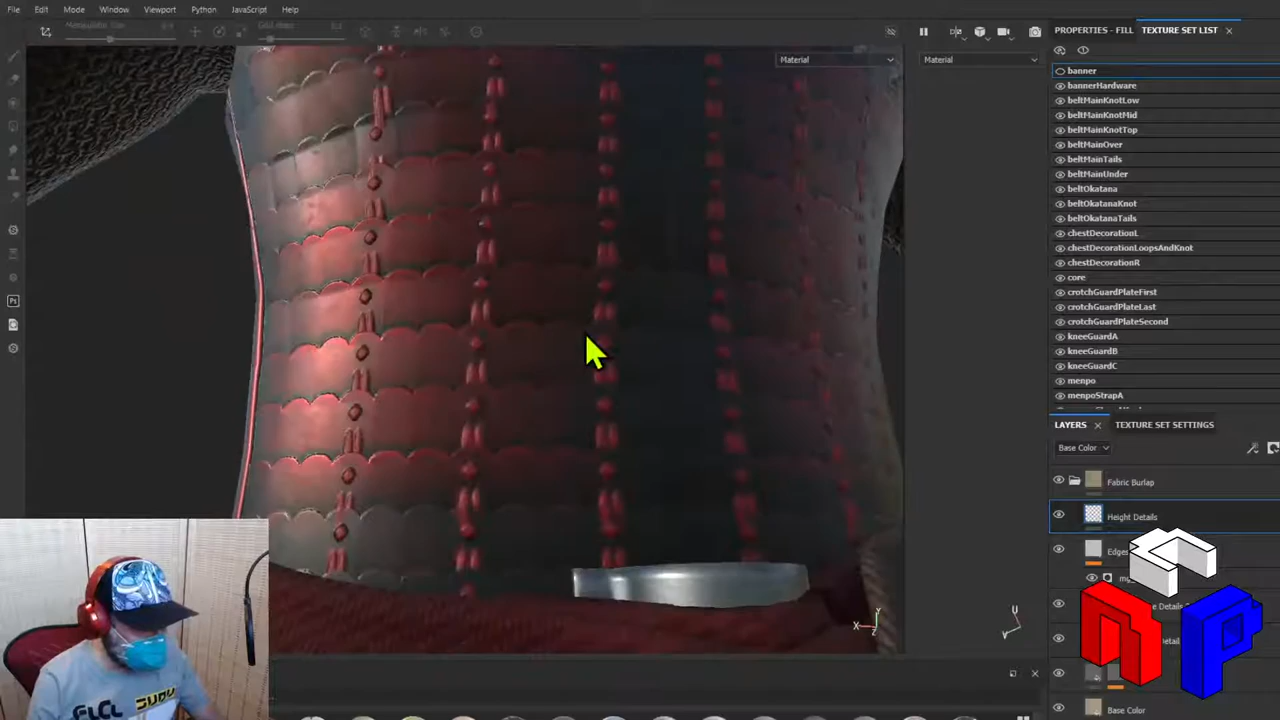 File Edit Mode Window Viewport Python JavaScript Help
Material
Material
PROPERTIES - FILL
TEXTURE SET LIST
banner
bannerHardware
beltMainKnotLow
beltMainKnotMid
beltMainKnotTop
beltMainOver
beltMainTails
beltMainUnder
beltOkatana
beltOkatanaKnot
beltOkatanaTails
chestDecorationL
chestDecorationLoopsAndKnot
chestDecorationR
core
crotchGuardPlateFirst
crotchGuardPlateLast
crotchGuardPlateSecond
kneeGuardA
kneeGuardB
kneeGuardC
menpo
menpoStrapA
LAYERS
TEXTURE SET SETTINGS
Base Color
Fabric Burlap
Height Details
Edges
Base Color
Ps
X
Y
Z
U
V
FLCL